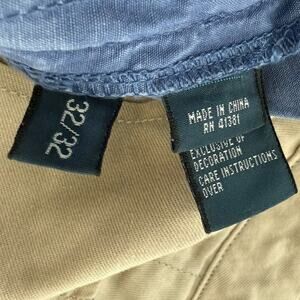 32/32
MADE IN CHINA
RN 41381
EXCLUSIVE OF
DECORATION
CARE INSTRUCTIONS
OVER